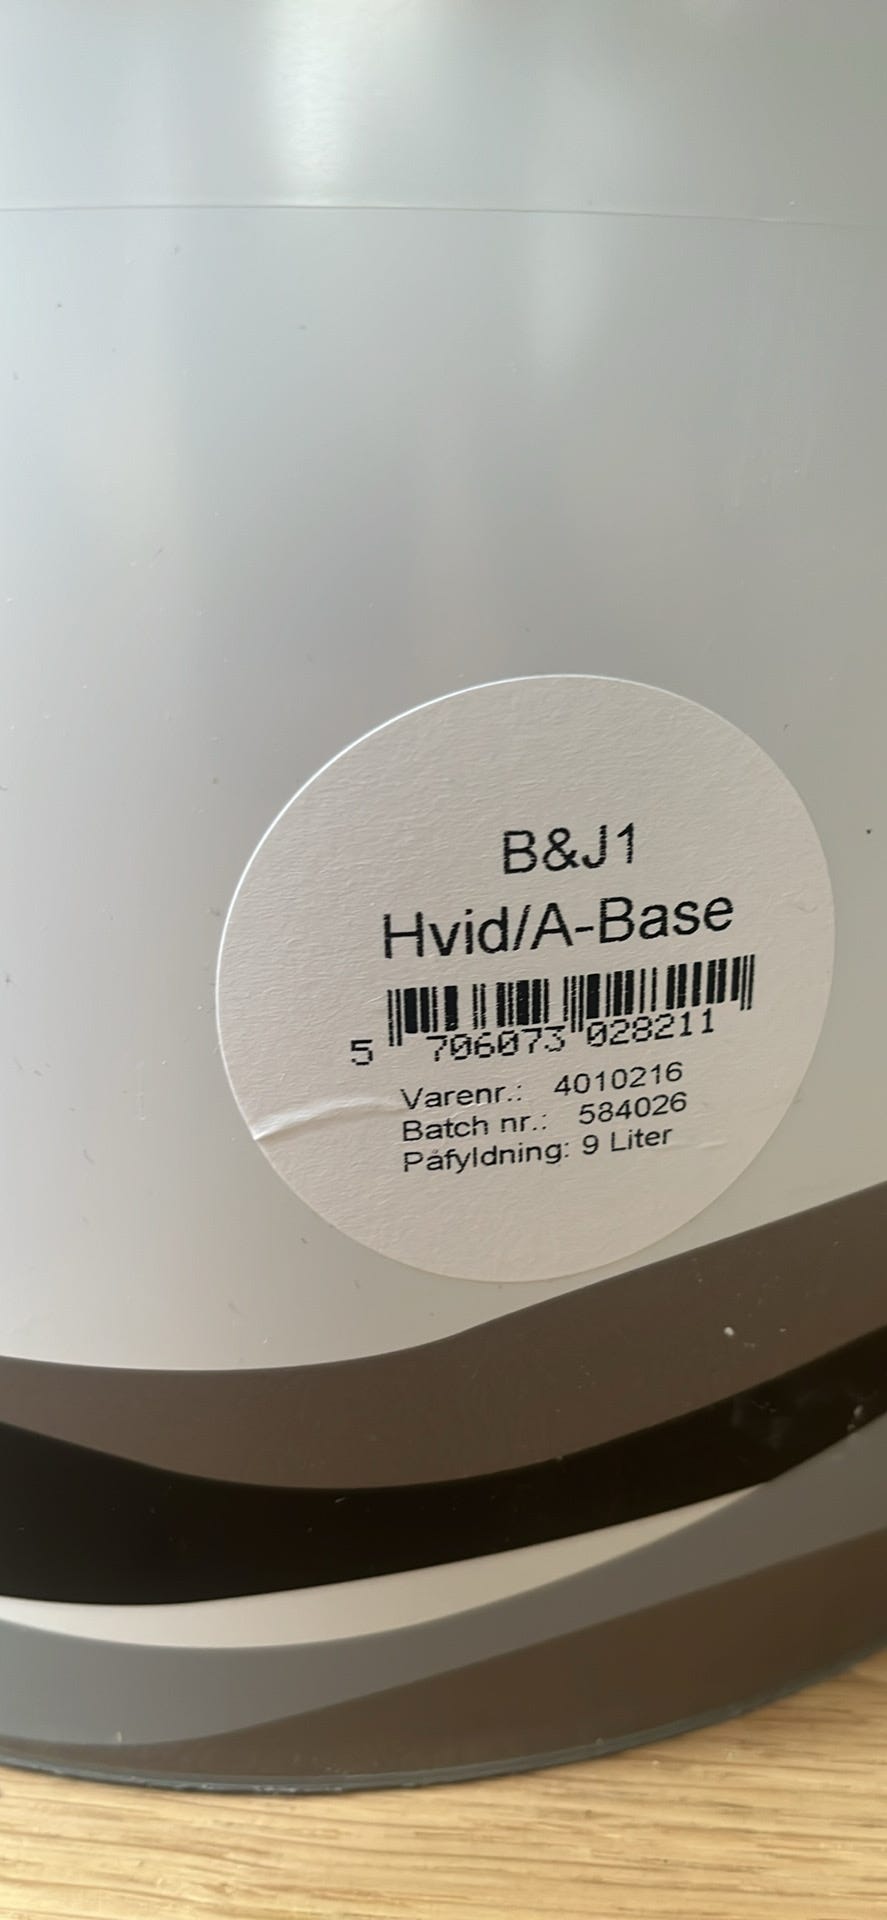 B&J1
Hvid/A-Base
5 706073 028211
Varenr.: 4010216
Batch nr.: 584026
Påfyldning: 9 Liter